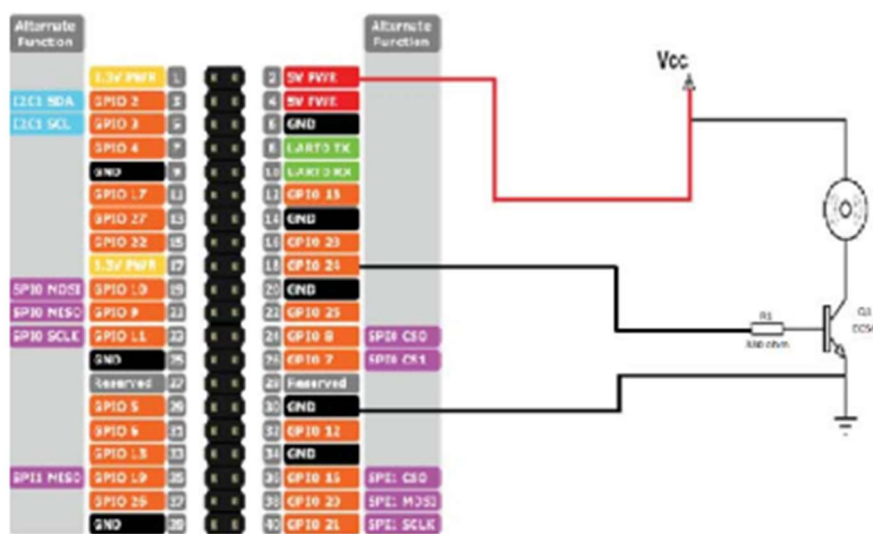 Alternate Function
Alternate Function
Vcc
3.3V PWR 1 2 5V PWR
I2C1 SDA GPIO 2 3 4 5V PWR
I2C1 SCL GPIO 3 5 6 GND
GPIO 4 7 8 UART0 TX
GND 9 10 UART0 RX
GPIO 17 11 12 GPIO 18
GPIO 27 13 14 GND
GPIO 22 15 16 GPIO 23
3.3V PWR 17 18 GPIO 24
SPI0 MOSI GPIO 10 19 20 GND
SPI0 MISO GPIO 9 21 22 GPIO 25
SPI0 SCLK GPIO 11 23 24 GPIO 8 SPI0 CS0
GND 25 26 GPIO 7 SPI0 CS1
Reserved 27 28 Reserved
GPIO 5 29 30 GND
GPIO 6 31 32 GPIO 12
GPIO 13 33 34 GND
SPI1 MISO GPIO 19 35 36 GPIO 16 SPI1 CS0
GPIO 26 37 38 GPIO 20 SPI1 MOSI
GND 39 40 GPIO 21 SPI1 SCLK
R1
ohm
Q1